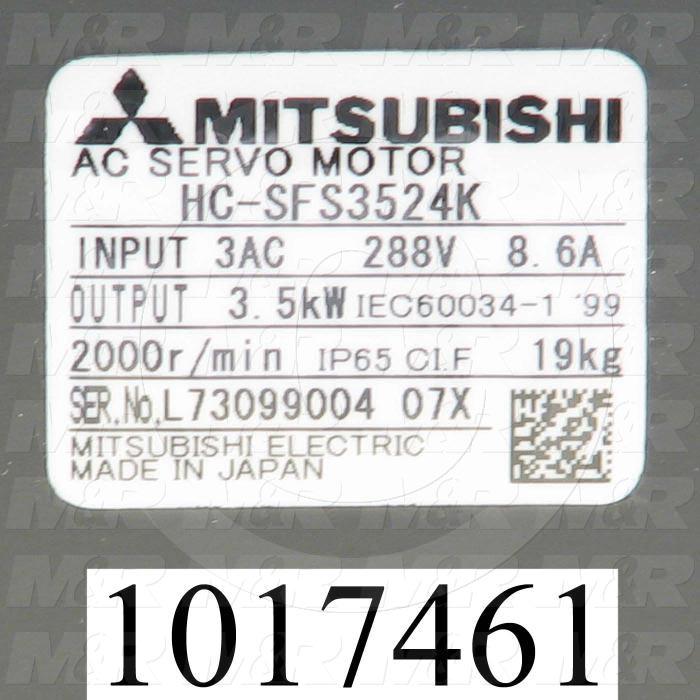 MITSUBISHI
AC SERVO MOTOR
HC-SFS3524K
INPUT 3AC 288V 8.6A
OUTPUT 3.5kW IEC60034-1 '99
2000r/min IP65 CI.F 19kg
SER.No.L73099004 07X
MITSUBISHI ELECTRIC
MADE IN JAPAN
1017461
M&R